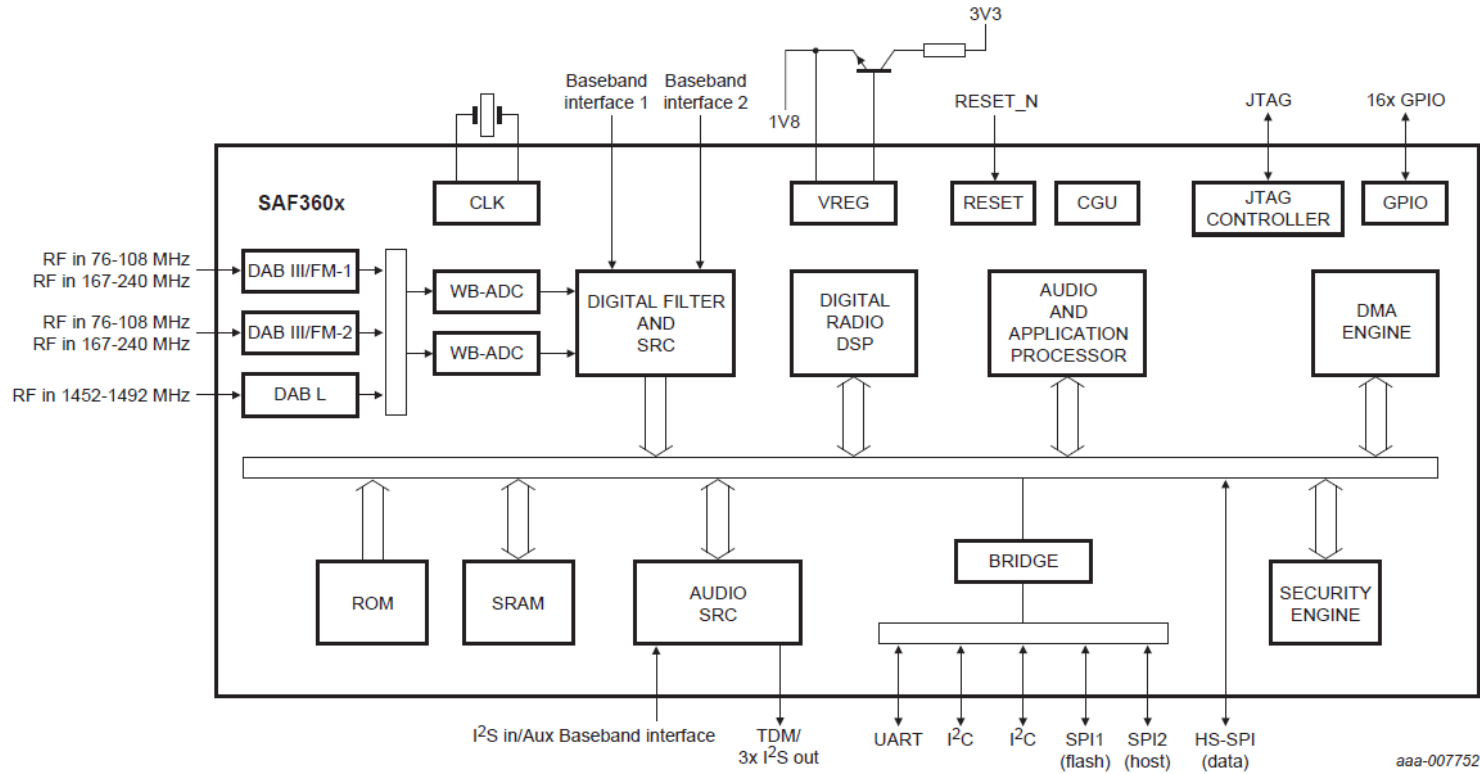 3V3
Baseband
interface 1
Baseband
interface 2
1V8
RESET_N
JTAG
16x GPIO
SAF360x
CLK
VREG
RESET
CGU
JTAG
CONTROLLER
GPIO
RF in 76-108 MHz
RF in 167-240 MHz
DAB III/FM-1
WB-ADC
DIGITAL FILTER
AND
SRC
DIGITAL
RADIO
DSP
AUDIO
AND
APPLICATION
PROCESSOR
DMA
ENGINE
RF in 76-108 MHz
RF in 167-240 MHz
DAB III/FM-2
WB-ADC
RF in 1452-1492 MHz
DAB L
ROM
SRAM
AUDIO
SRC
BRIDGE
SECURITY
ENGINE
I²S in/Aux Baseband interface
TDM/
3x I²S out
UART
I²C
I²C
SPI1
(flash)
SPI2
(host)
HS-SPI
(data)
aaa-007752